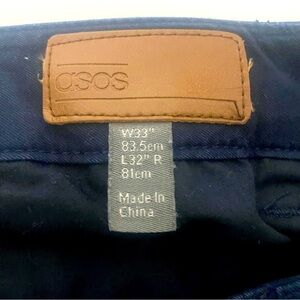 asos
W33"
83.5cm
L32" R
81cm
Made In
China